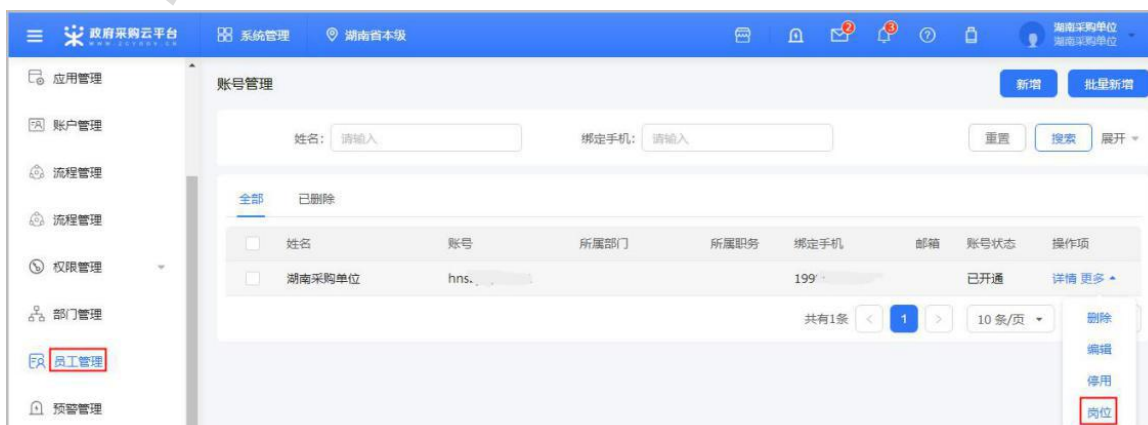 政府采购云平台
WWW.ZCYGOV.CN
系统管理
湖南省本级
2
3
湖南采购单位
湖南采购单位
应用管理
账户管理
流程管理
流程管理
权限管理
部门管理
员工管理
预警管理
账号管理
新增
批量新增
姓名: 请输入
绑定手机: 请输入
重置
搜索
展开
全部
已删除
姓名 账号 所属部门 所属职务 绑定手机 邮箱 账号状态 操作项
湖南采购单位 hns. 199 已开通 详情 更多
共有1条 < 1 > 10 条/页
删除
编辑
停用
岗位